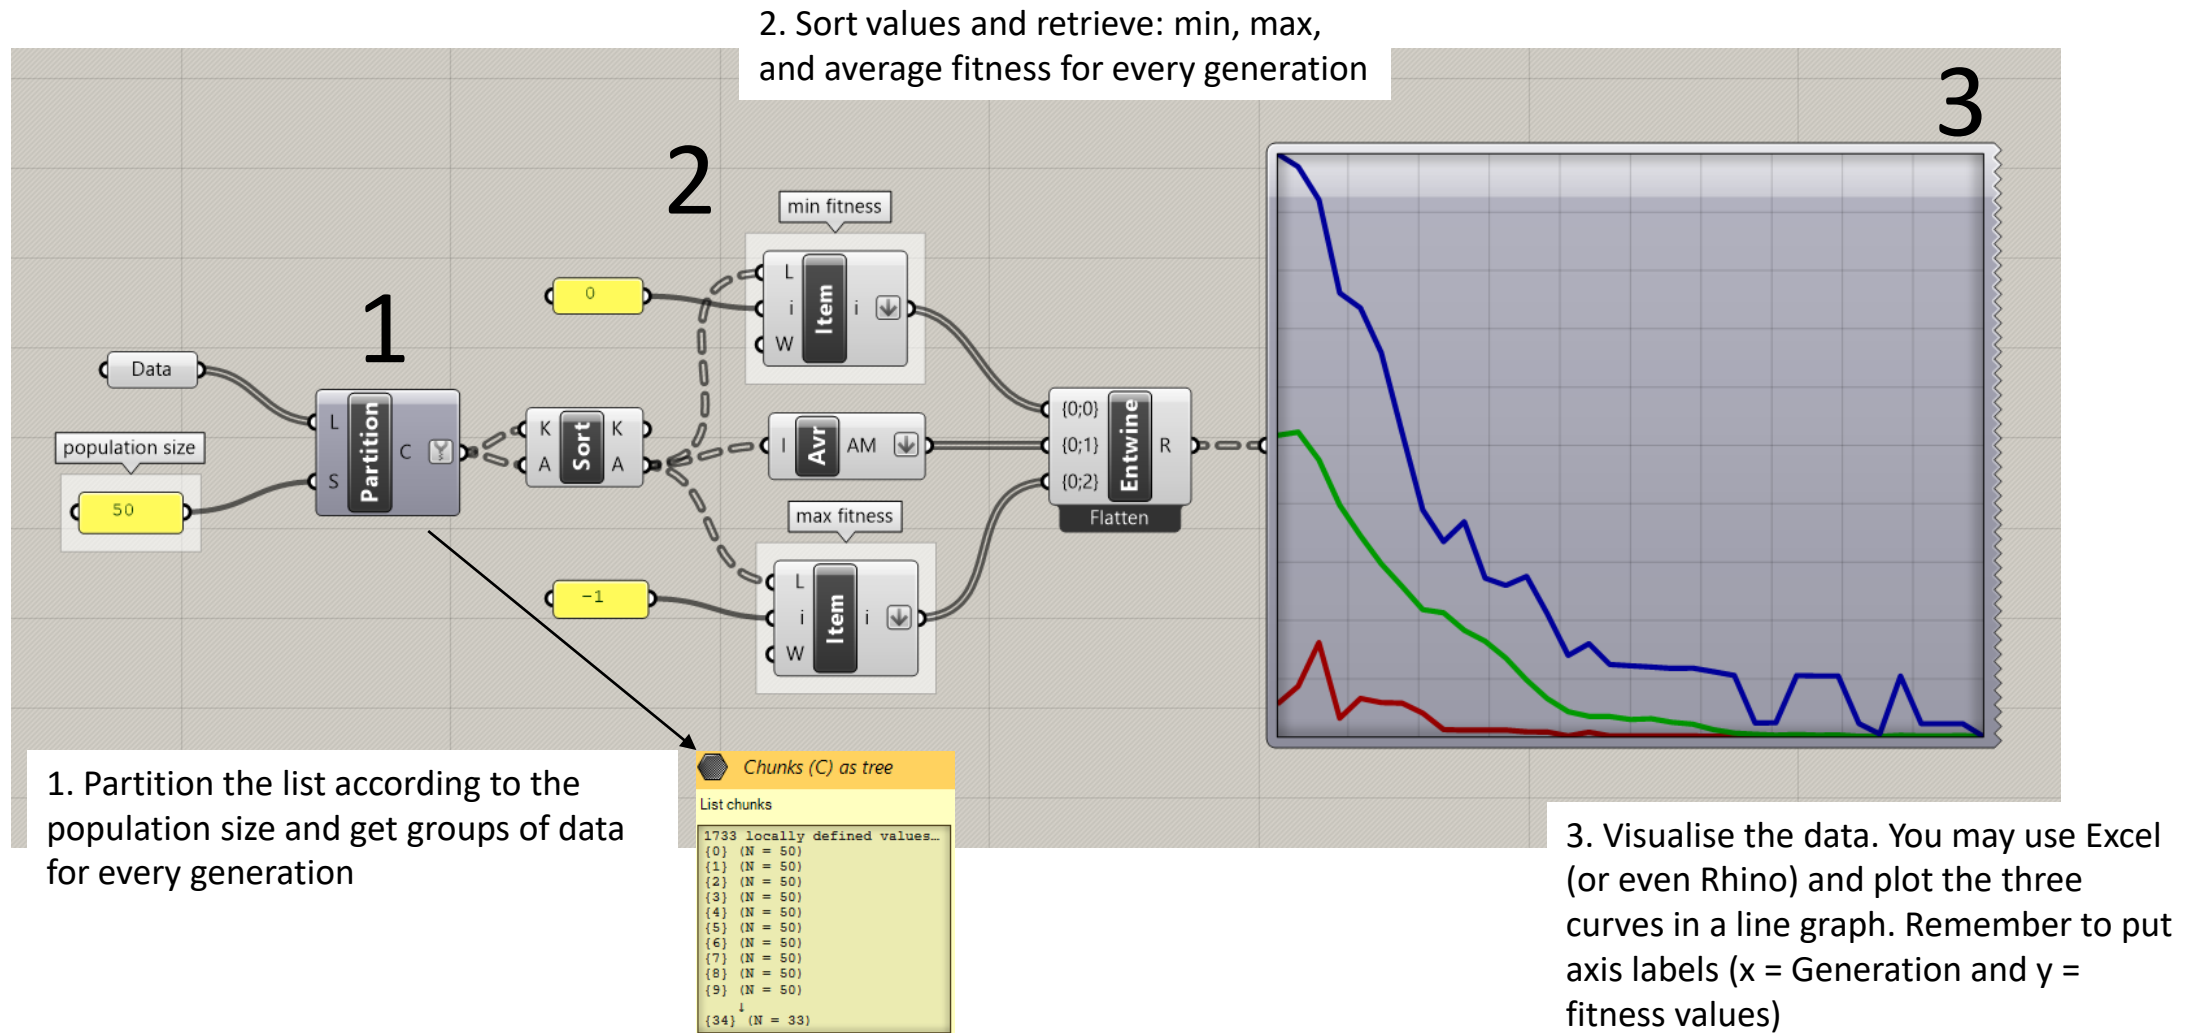 2. Sort values and retrieve: min, max,
and average fitness for every generation
3
2
min fitness
L
i
W
Item
i
0
1
Data
population size
50
L
S
Partition
C
K
A
Sort
K
A
I
Avr
AM
max fitness
-1
L
i
W
Item
i
{0;0}
{0;1}
{0;2}
Entwine
R
Flatten
1. Partition the list according to the
population size and get groups of data
for every generation
Chunks (C) as tree
List chunks
1733 locally defined values…
{0} (N = 50)
{1} (N = 50)
{2} (N = 50)
{3} (N = 50)
{4} (N = 50)
{5} (N = 50)
{6} (N = 50)
{7} (N = 50)
{8} (N = 50)
{9} (N = 50)
↓
{34} (N = 33)
3. Visualise the data. You may use Excel
(or even Rhino) and plot the three
curves in a line graph. Remember to put
axis labels (x = Generation and y =
fitness values)